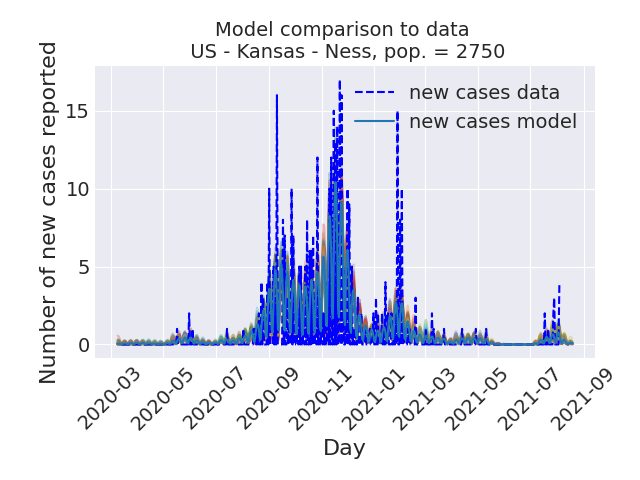 Model comparison to data
US - Kansas - Ness, pop. = 2750
Number of new cases reported
15
10
5
0
new cases data
new cases model
2020-03
2020-05
2020-07
2020-09
2020-11
2021-01
2021-03
2021-05
2021-07
2021-09
Day